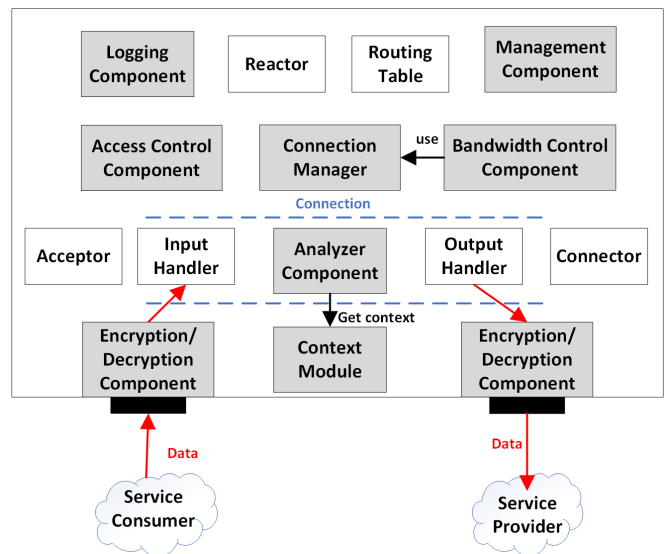 Logging
Component
Reactor
Routing
Table
Management
Component
Access Control
Component
Connection
Manager
use
Bandwidth Control
Component
Connection
Acceptor
Input
Handler
Analyzer
Component
Output
Handler
Connector
Get context
Encryption/
Decryption
Component
Context
Module
Encryption/
Decryption
Component
Data
Data
Service
Consumer
Service
Provider